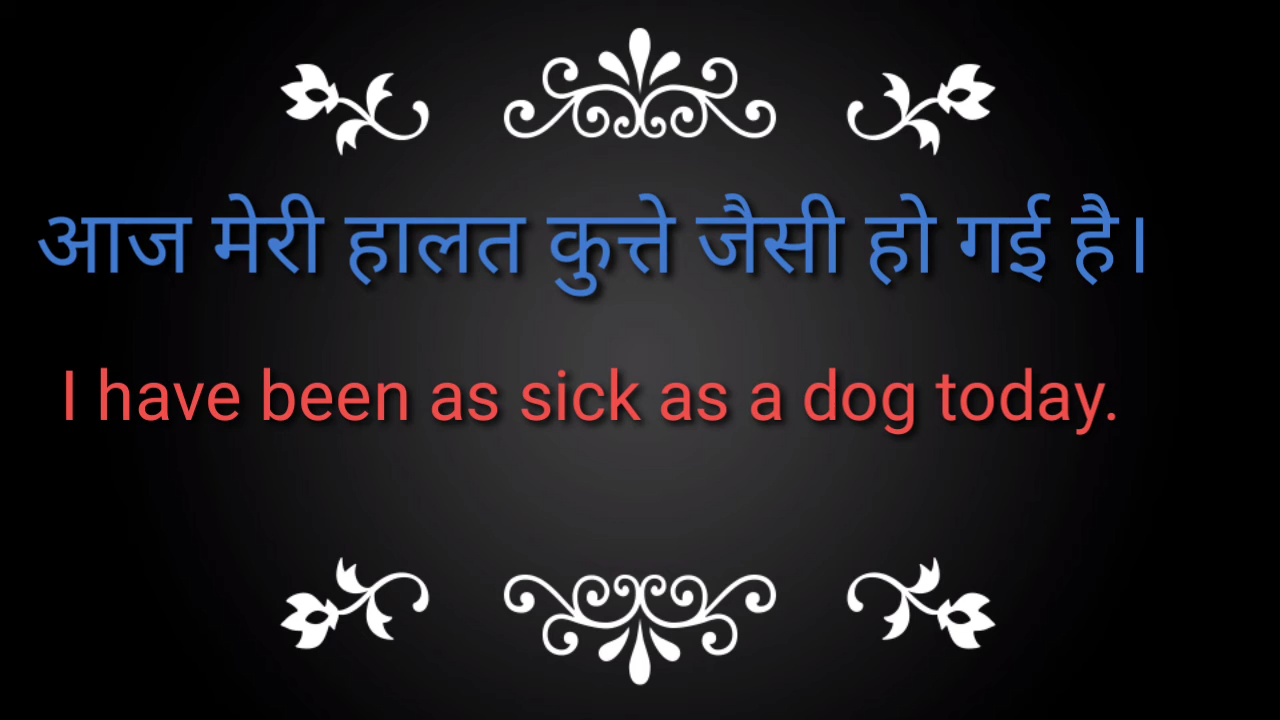 आज मेरी हालत कुत्ते जैसी हो गई है।
I have been as sick as a dog today.